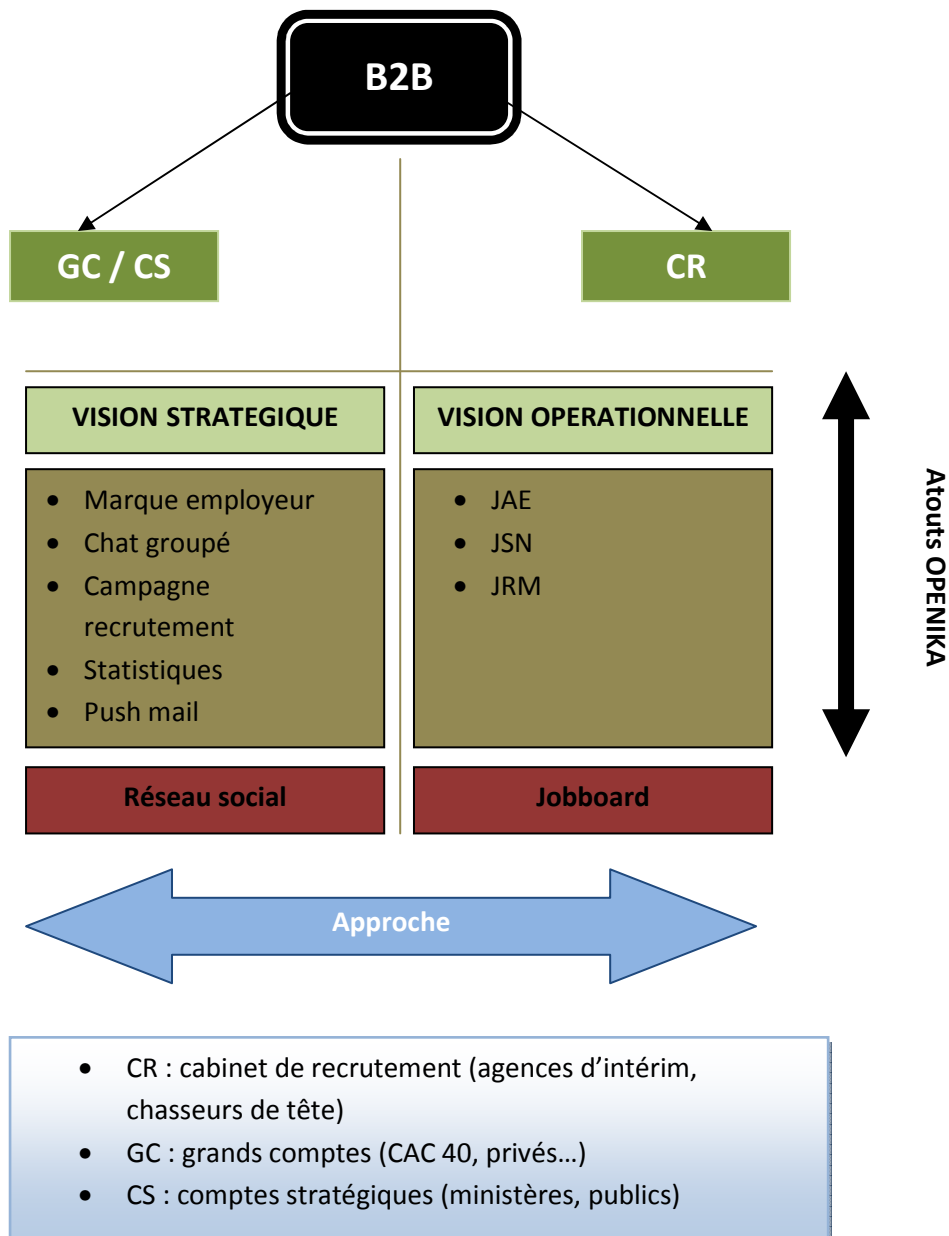 B2B
GC / CS
CR
VISION STRATEGIQUE
• Marque employeur
• Chat groupé
• Campagne
recrutement
• Statistiques
• Push mail
Réseau social
VISION OPERATIONNELLE
• JAE
• JSN
• JRM
Jobboard
Atouts OPENIKA
Approche
• CR : cabinet de recrutement (agences d’intérim,
chasseurs de tête)
• GC : grands comptes (CAC 40, privés…)
• CS : comptes stratégiques (ministères, publics)